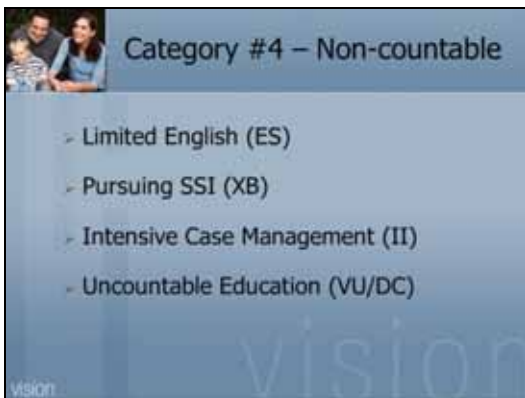 Category #4 – Non-countable
Limited English (ES)
Pursuing SSI (XB)
Intensive Case Management (II)
Uncountable Education (VU/DC)
vision
vision